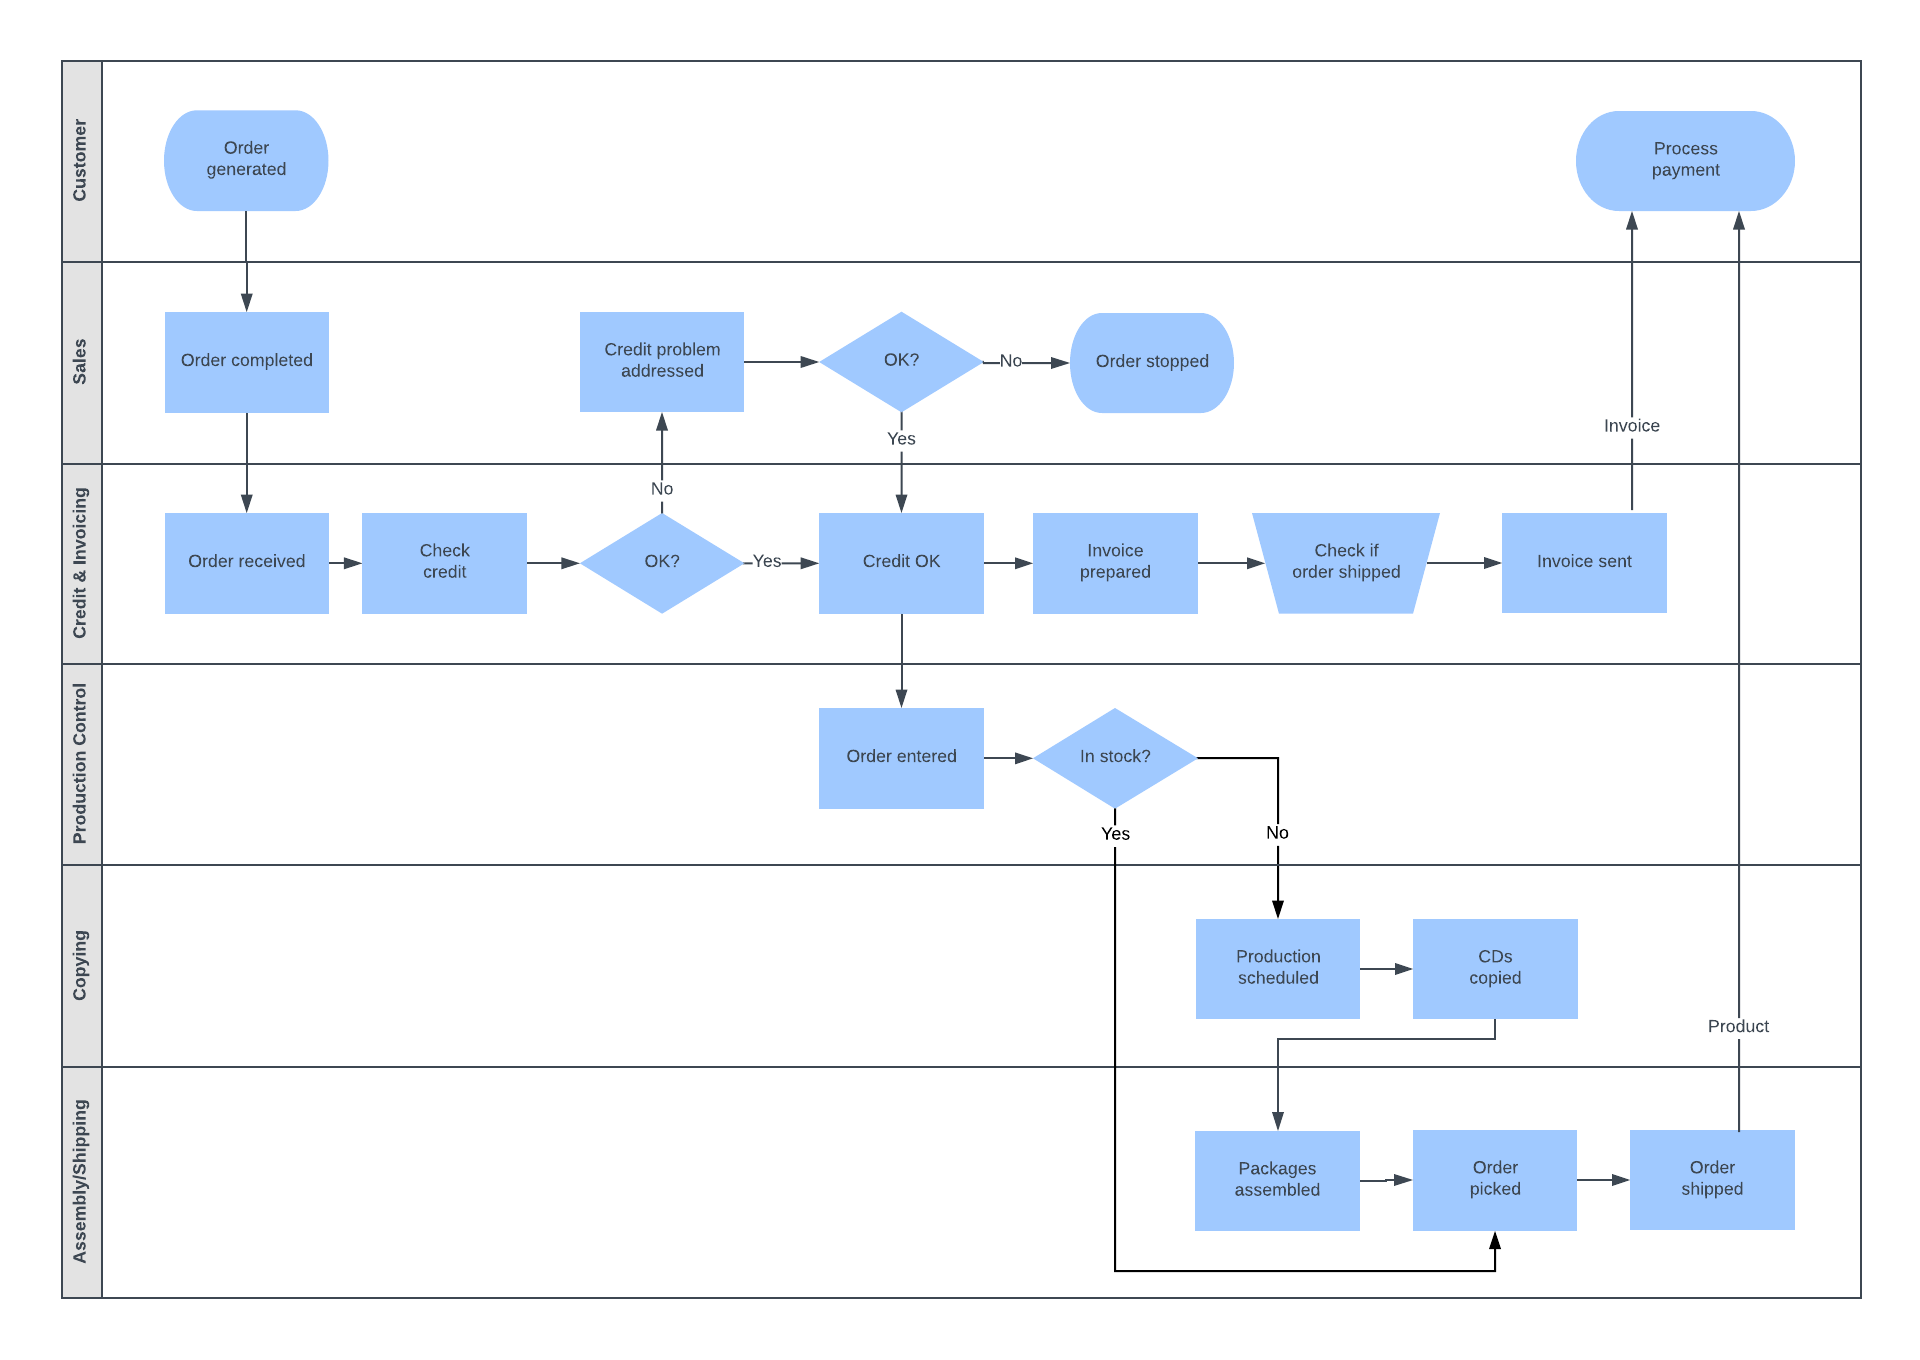 Customer
Order
generated
Process
payment
Sales
Order completed
Credit problem
addressed
OK?
No
Order stopped
Yes
Invoice
Credit & Invoicing
No
Order received
Check
credit
OK?
Yes
Credit OK
Invoice
prepared
Check if
order shipped
Invoice sent
Production Control
Order entered
In stock?
Yes
No
Copying
Production
scheduled
CDs
copied
Product
Assembly/Shipping
Packages
assembled
Order
picked
Order
shipped